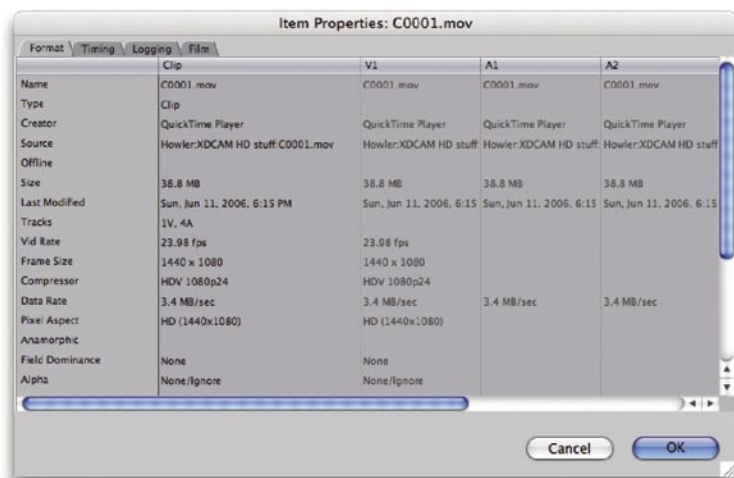 Item Properties: C0001.mov
Format Timing Logging Film
Clip V1 A1 A2
Name C0001.mov C0001.mov C0001.mov C0001.mov
Type Clip
Creator QuickTime Player QuickTime Player QuickTime Player QuickTime Player
Source Howler:XDCAM HD stuff:C0001.mov Howler:XDCAM HD stuff: Howler:XDCAM HD stuff: Howler:XDCAM HD stuff
Offline
Size 38.8 MB 38.8 MB 38.8 MB 38.8 MB
Last Modified Sun, Jun 11, 2006, 6:15 PM Sun, Jun 11, 2006, 6:15 Sun, Jun 11, 2006, 6:15 Sun, Jun 11, 2006, 6:15
Tracks 1V, 4A
Vid Rate 23.98 fps 23.98 fps
Frame Size 1440 x 1080 1440 x 1080
Compressor HDV 1080p24 HDV 1080p24
Data Rate 3.4 MB/sec 3.4 MB/sec 3.4 MB/sec 3.4 MB/sec
Pixel Aspect HD (1440x1080) HD (1440x1080)
Anamorphic
Field Dominance None None
Alpha None/Ignore None/Ignore
Cancel OK